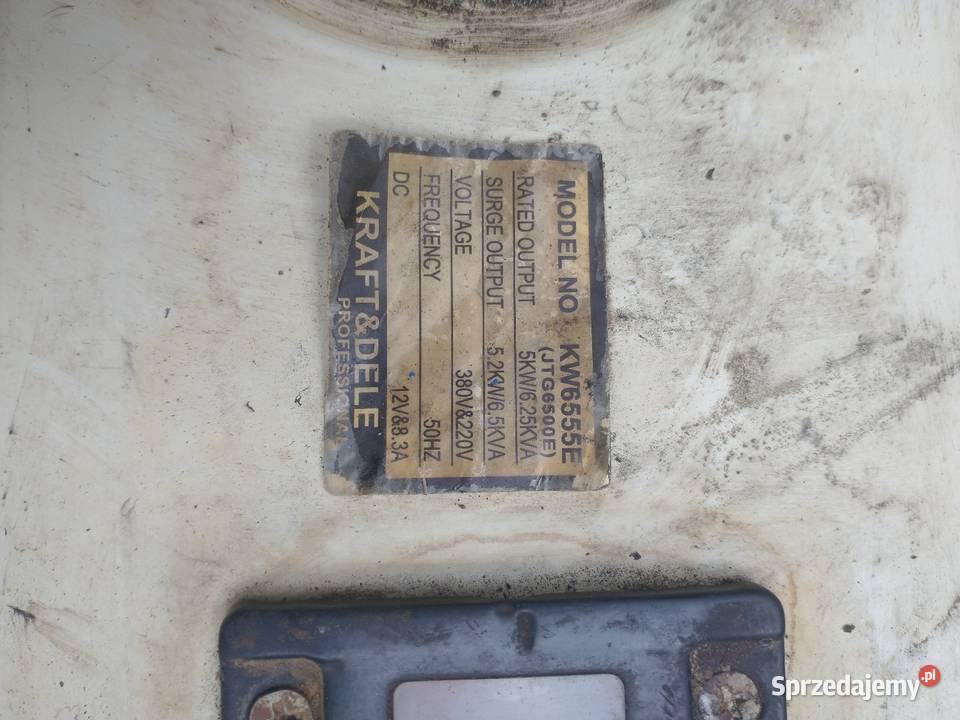 MODEL NO KW6555E
(JTG6500E)
RATED OUTPUT 5KW/6.25KVA
SURGE OUTPUT 5.2KW/6.5KVA
VOLTAGE 380V&220V
FREQUENCY 50HZ
DC 12V&8.3A
KRAFT&DELE
PROFESSIONAL
Sprzedajemy.pl